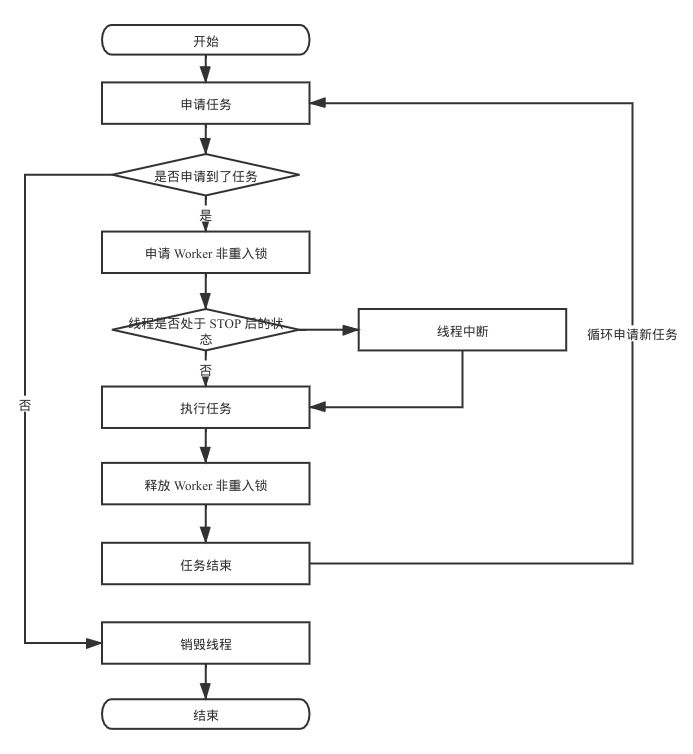 开始
申请任务
是否申请到了任务
是
申请 Worker 非重入锁
线程是否处于 STOP 后的状
态
线程中断
循环申请新任务
否
执行任务
否
释放 Worker 非重入锁
任务结束
销毁线程
结束